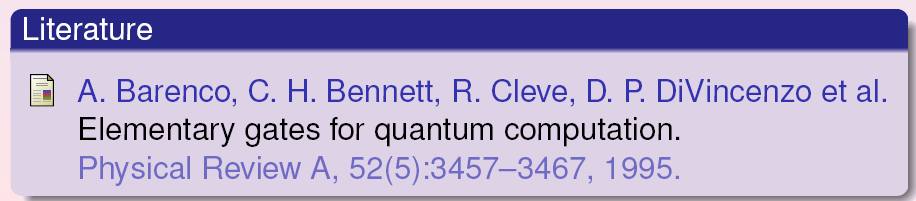 Literature
A. Barenco, C. H. Bennett, R. Cleve, D. P. DiVincenzo et al.
Elementary gates for quantum computation.
Physical Review A, 52(5):3457–3467, 1995.